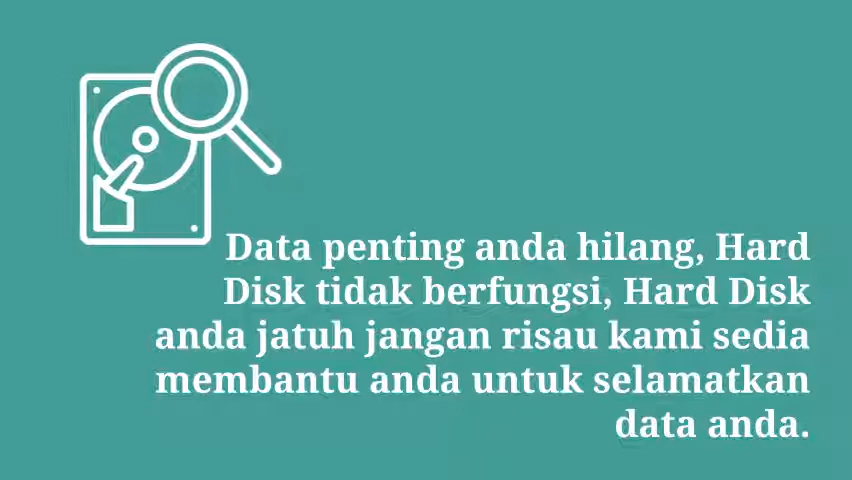 Data penting anda hilang, Hard
Disk tidak berfungsi, Hard Disk
anda jatuh jangan risau kami sedia
membantu anda untuk selamatkan
data anda.